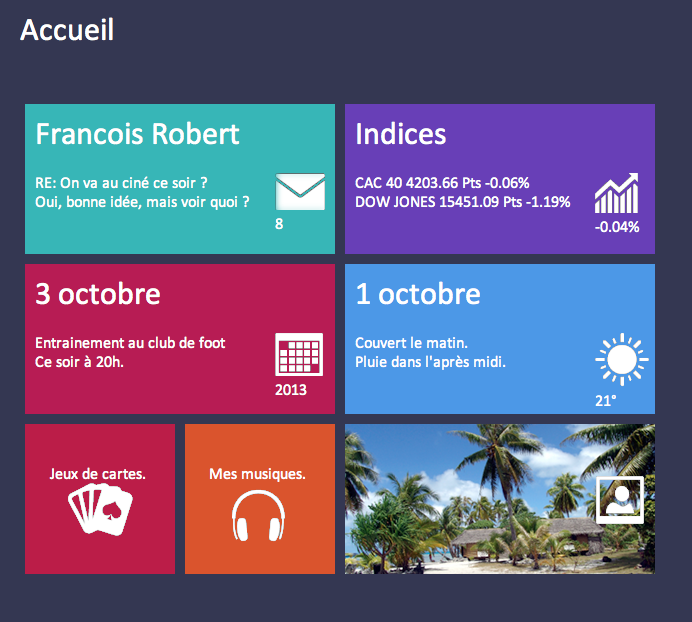 Accueil
Francois Robert
RE: On va au ciné ce soir ?
Oui, bonne idée, mais voir quoi ?
8
Indices
CAC 40 4203.66 Pts -0.06%
DOW JONES 15451.09 Pts -1.19%
-0.04%
3 octobre
Entrainement au club de foot
Ce soir à 20h.
2013
1 octobre
Couvert le matin.
Pluie dans l'après midi.
21°
Jeux de cartes.
Mes musiques.